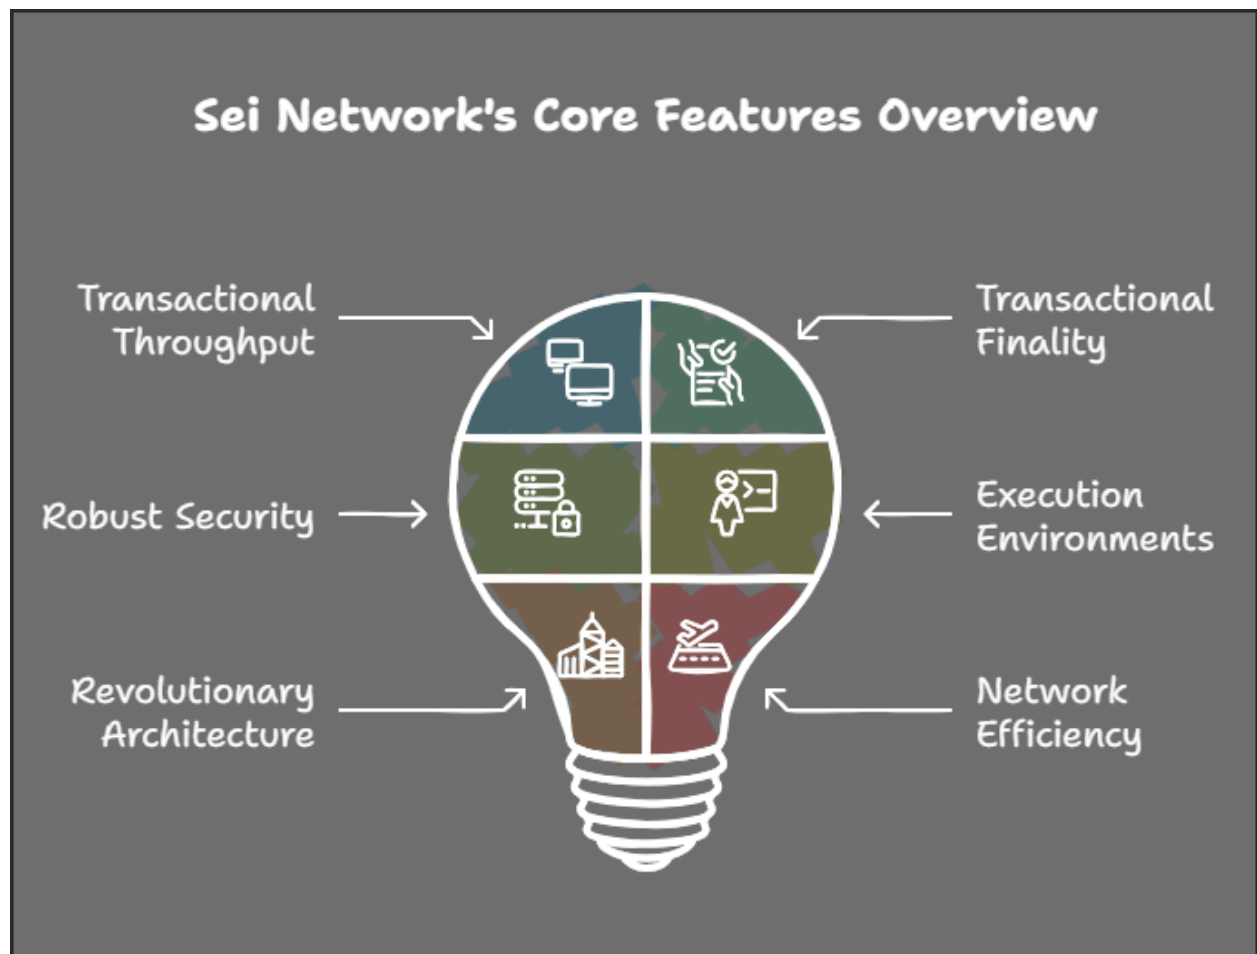 Sei Network's Core Features Overview
Transactional
Throughput
Transactional
Finality
Robust Security
Execution
Environments
Revolutionary
Architecture
Network
Efficiency